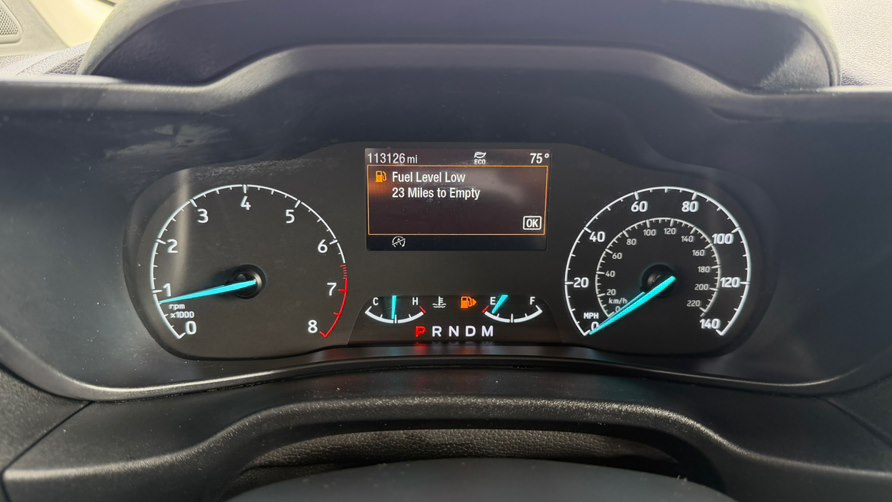 113126 mi ECO 75°
Fuel Level Low
23 Miles to Empty
OK
0 1 2 3 4 5 6 7 8
rpm
x1000
C H E F
P R N D M
0 20 40 60 80 100 120 140
MPH
0 20 40 60 80 100 120 140 160 180 200 220
km/h